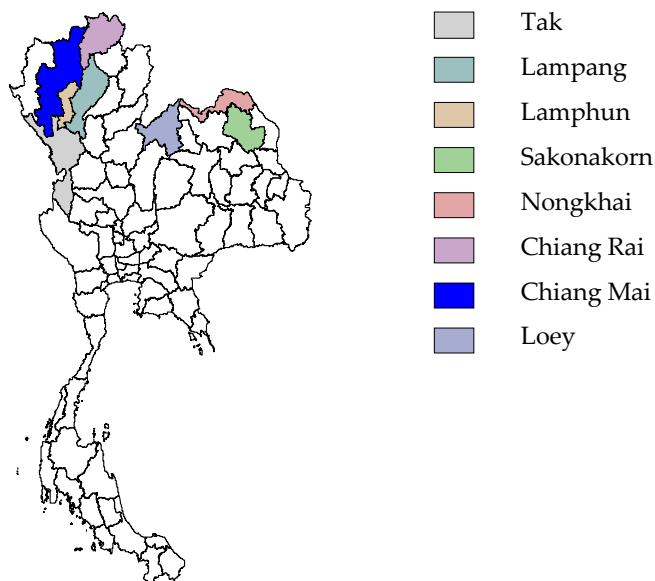 Tak
Lampang
Lamphun
Sakonakorn
Nongkhai
Chiang Rai
Chiang Mai
Loey